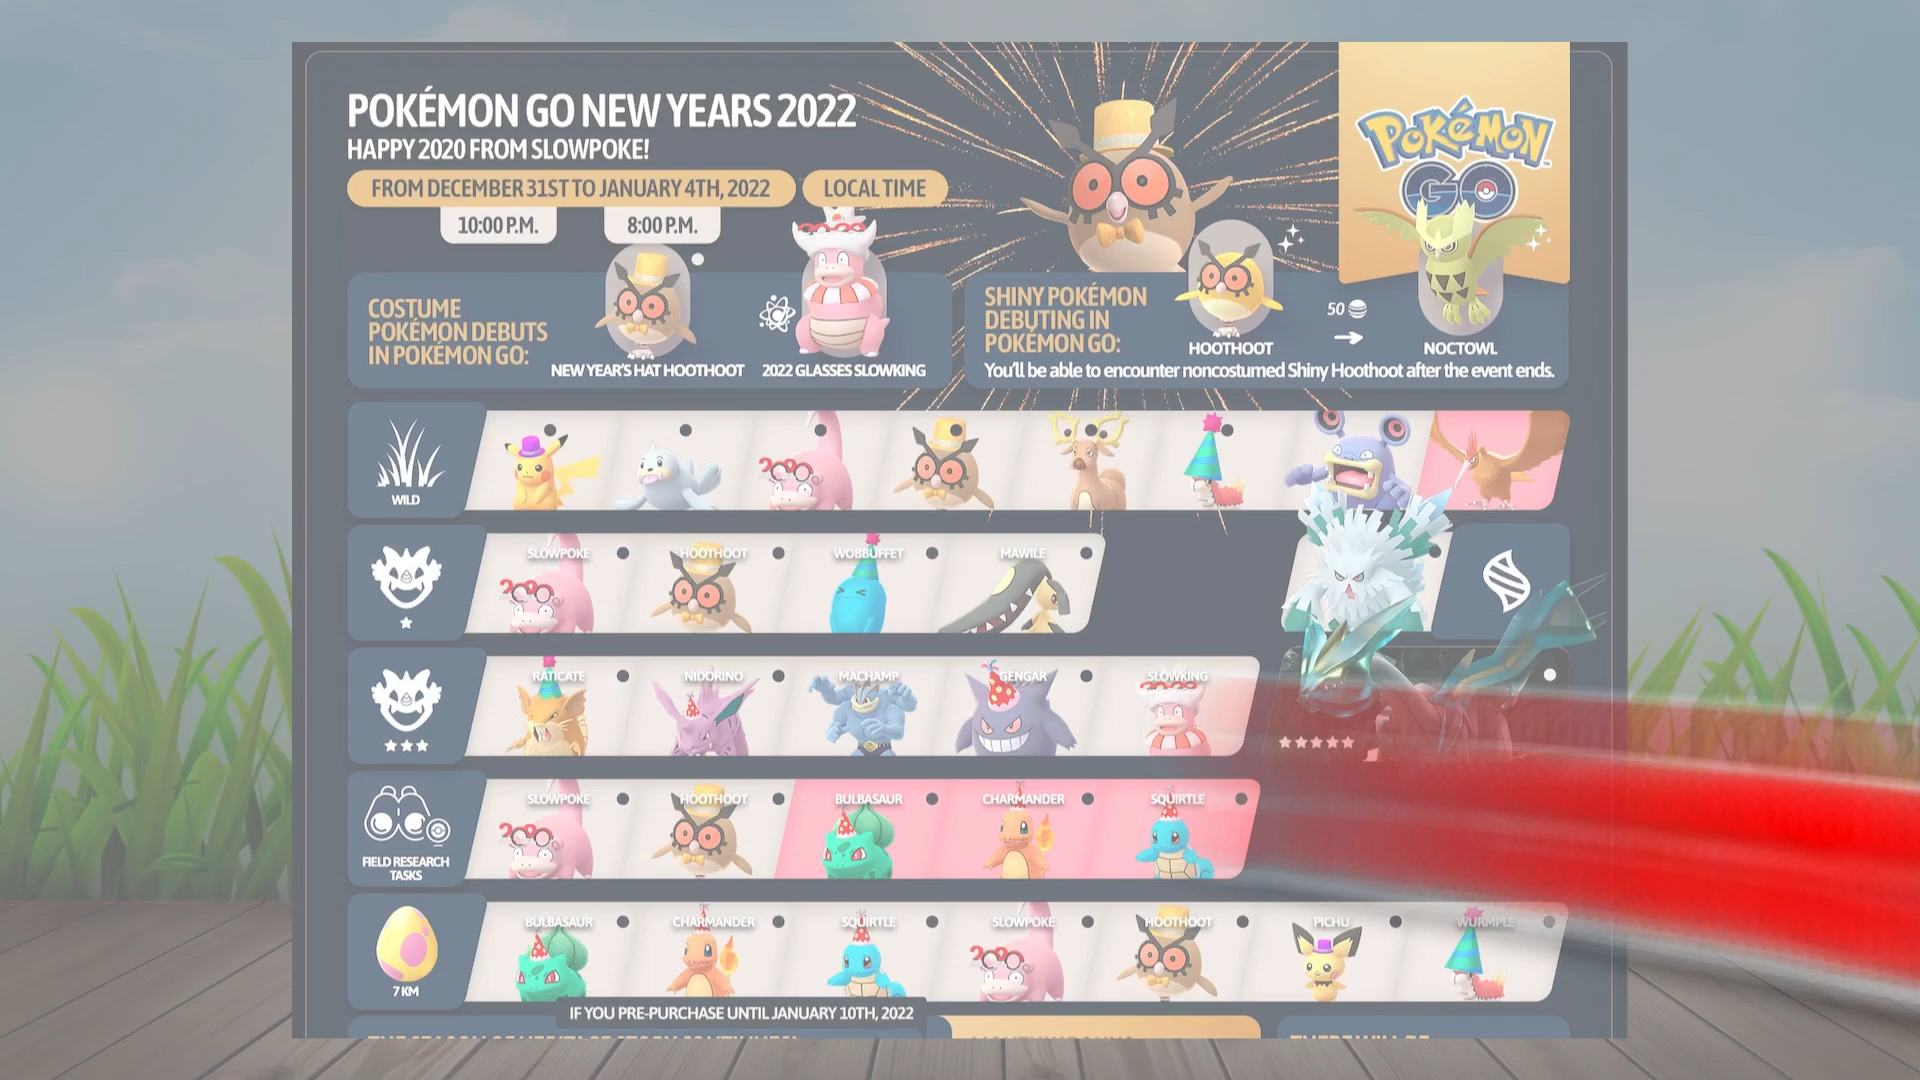 POKÉMON GO NEW YEARS 2022
HAPPY 2020 FROM SLOWPOKE!
FROM DECEMBER 31ST TO JANUARY 4TH, 2022
LOCAL TIME
10:00 P.M.
8:00 P.M.
POKÉMON
GO
COSTUME
POKÉMON DEBUTS
IN POKÉMON GO:
NEW YEAR'S HAT HOOTHOOT
2022 GLASSES SLOWKING
SHINY POKÉMON
DEBUTING IN
POKÉMON GO:
HOOTHOOT
50
NOCTOWL
You'll be able to encounter noncostumed Shiny Hoothoot after the event ends.
WILD
SLOWPOKE
HOOTHOOT
WOBBUFFET
MAWILE
RATICATE
NIDORINO
MACHAMP
GENGAR
SLOWKING
FIELD RESEARCH
TASKS
SLOWPOKE
HOOTHOOT
BULBASAUR
CHARMANDER
SQUIRTLE
7 KM
BULBASAUR
CHARMANDER
SQUIRTLE
SLOWPOKE
HOOTHOOT
PICHU
WURMPLE
IF YOU PRE-PURCHASE UNTIL JANUARY 10TH, 2022